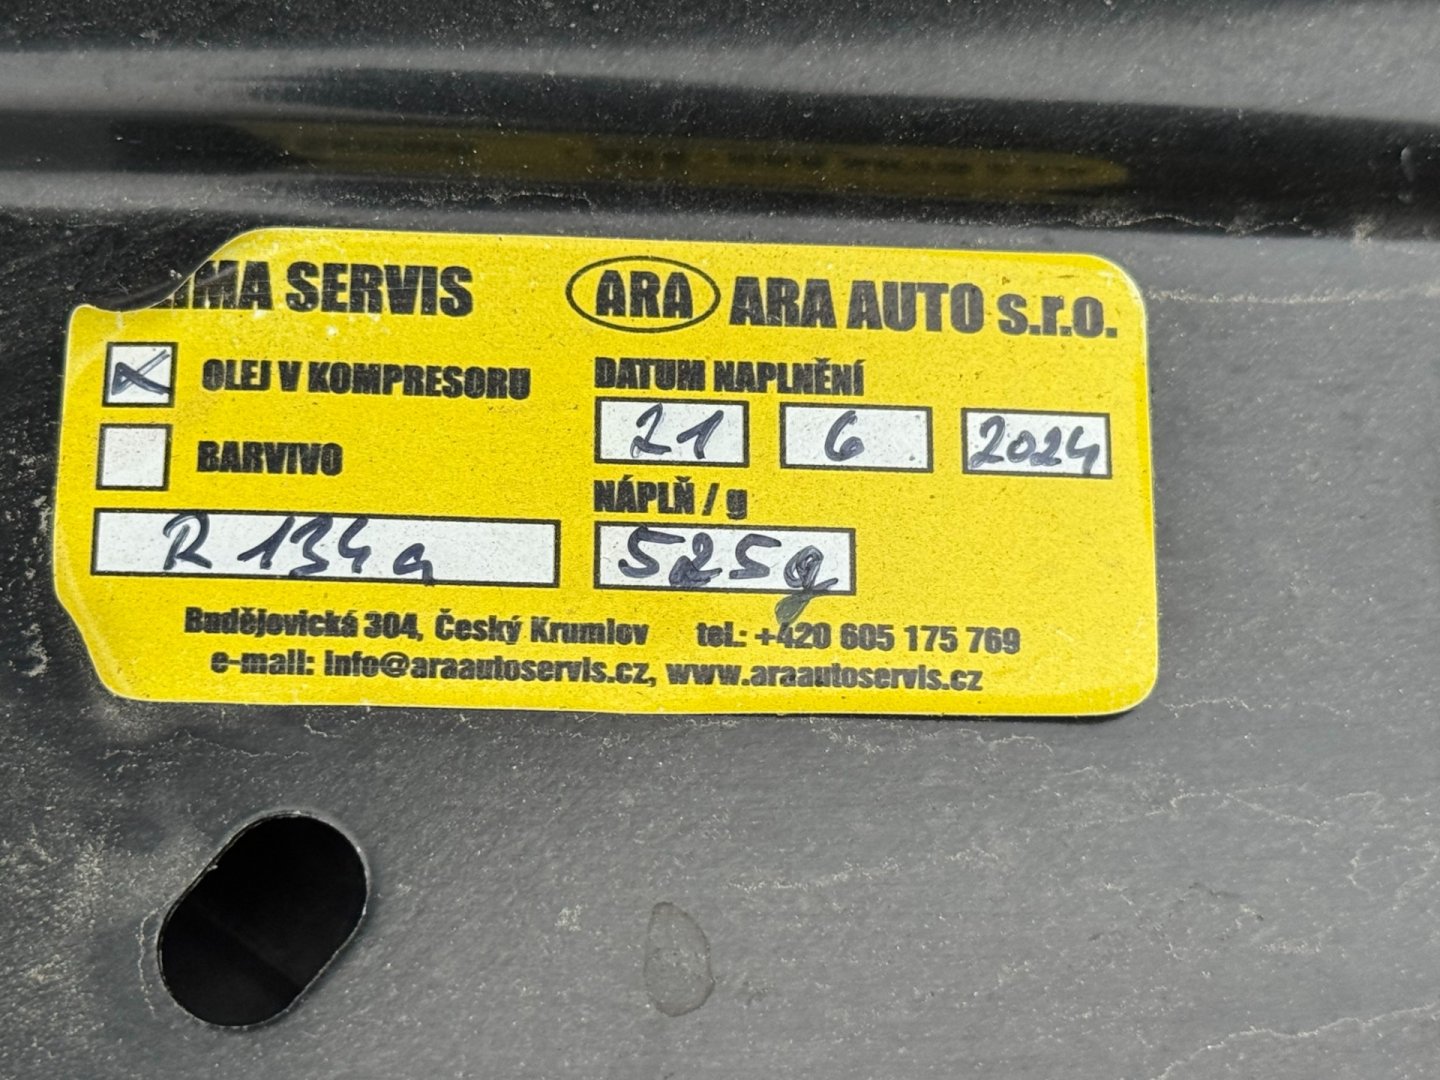 IMA SERVIS ARA ARA AUTO s.r.o.
OLEJ V KOMPRESORU
BARVIVO
R 134a
DATUM NAPLNĚNÍ
21 6 2024
NÁPLŇ / g
525g
Budějovická 304, Český Krumlov tel.: +420 605 175 769
e-mail: info@araautoservis.cz, www.araautoservis.cz